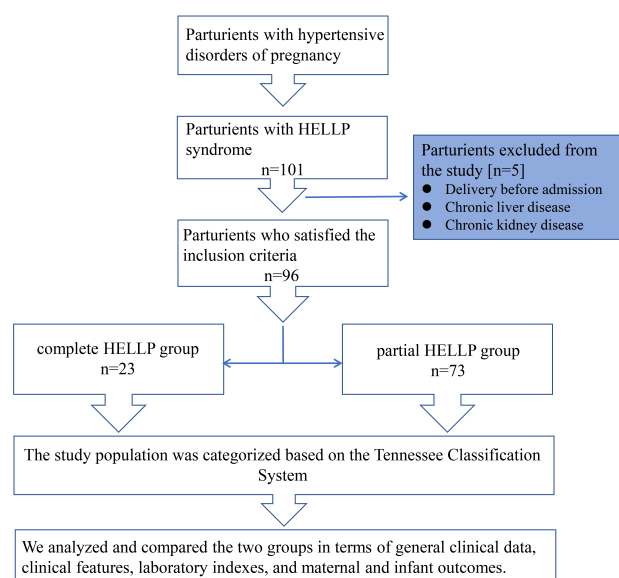 Parturients with hypertensive
disorders of pregnancy
Parturients with HELLP
syndrome
n=101
Parturients excluded from
the study [n=5]
● Delivery before admission
● Chronic liver disease
● Chronic kidney disease
Parturients who satisfied the
inclusion criteria
n=96
complete HELLP group
n=23
partial HELLP group
n=73
The study population was categorized based on the Tennessee Classification
System
We analyzed and compared the two groups in terms of general clinical data,
clinical features, laboratory indexes, and maternal and infant outcomes.